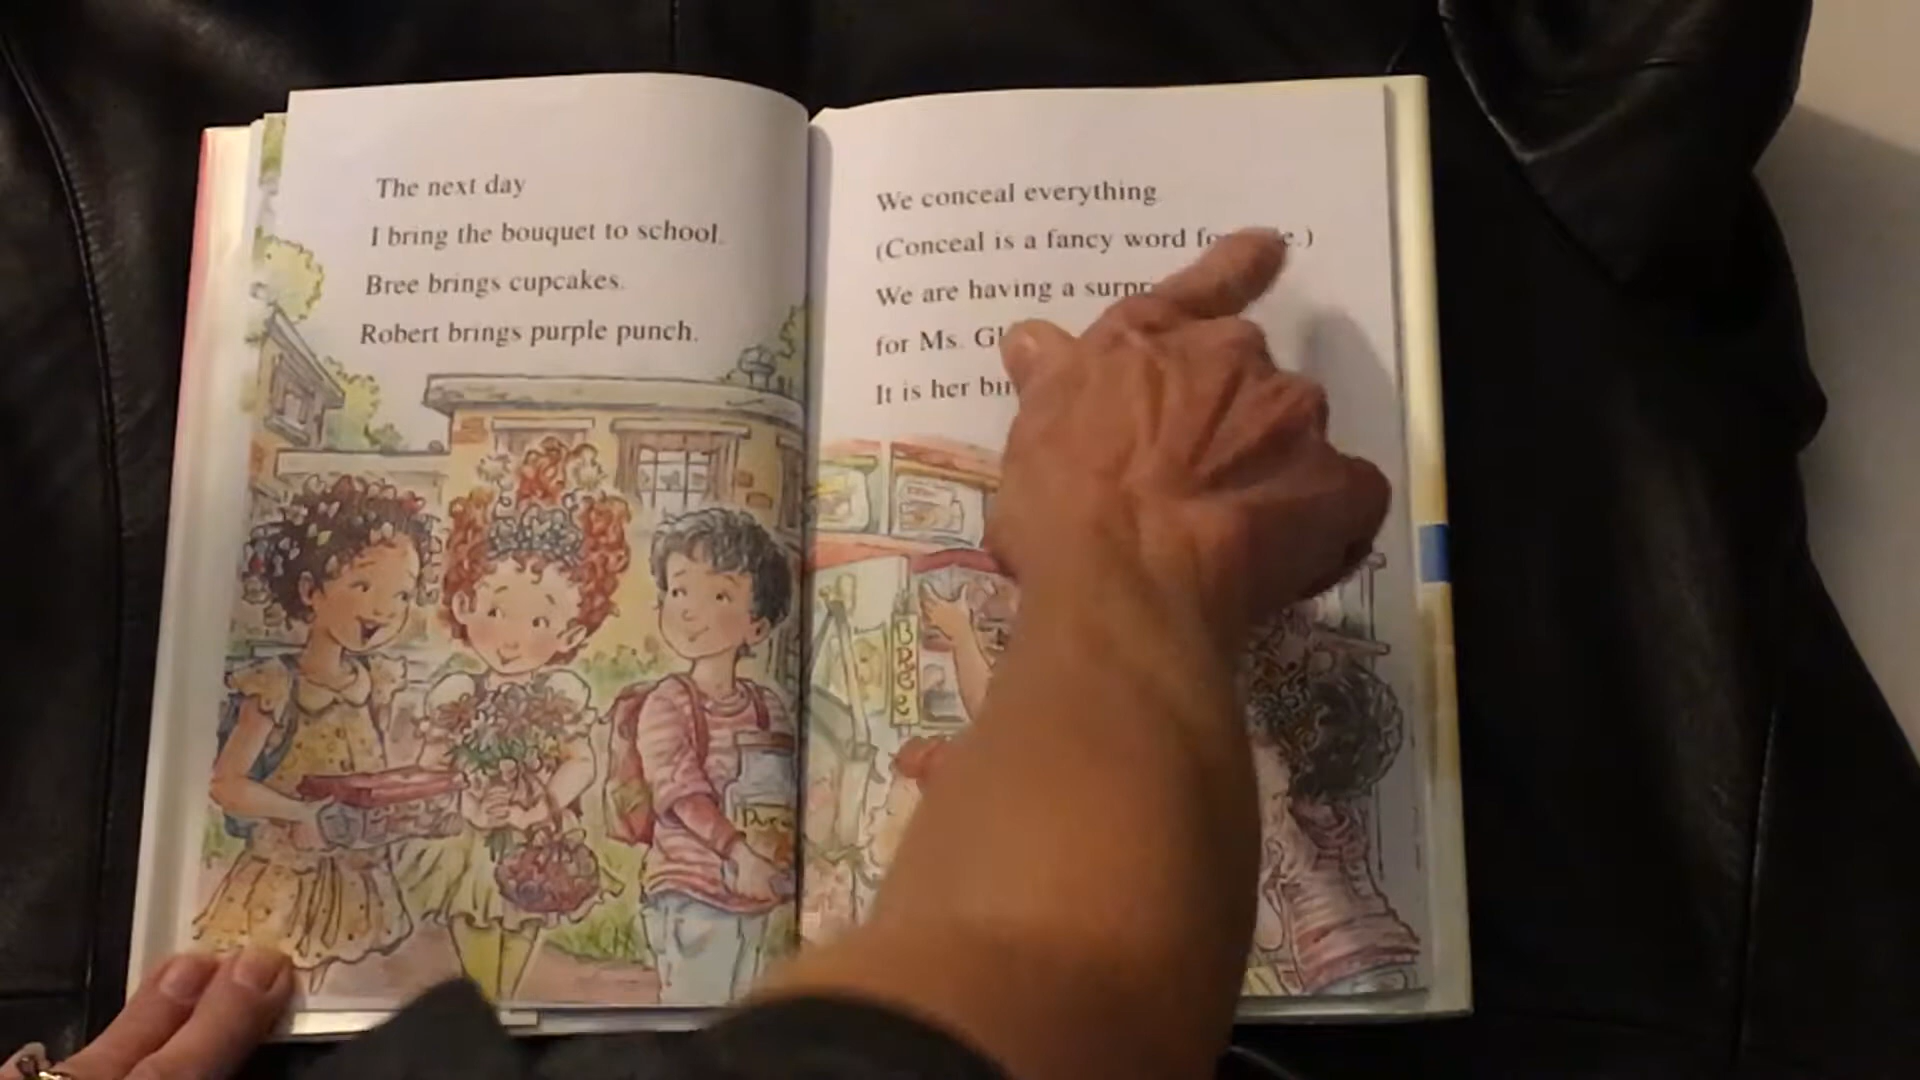 The next day
I bring the bouquet to school.
Bree brings cupcakes.
Robert brings purple punch.
We conceal everything
(Conceal is a fancy word
We are having a
for Ms.
It is her
BRee